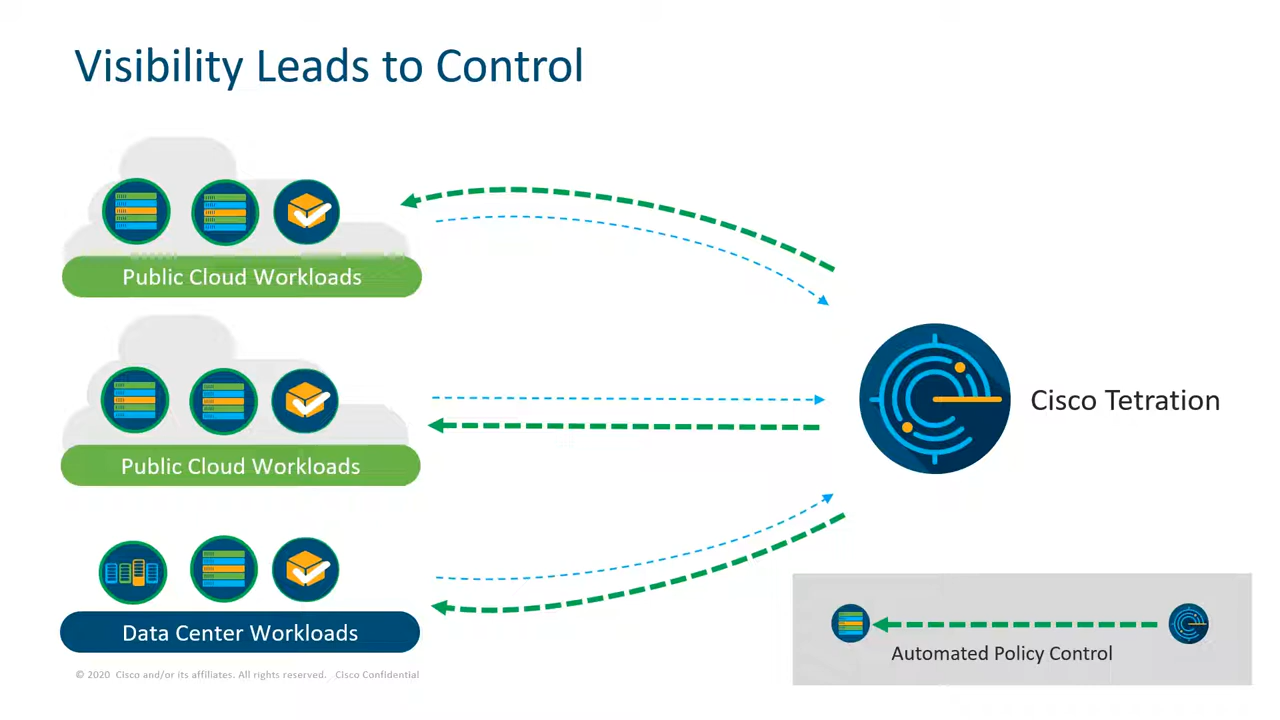 Visibility Leads to Control
Public Cloud Workloads
Public Cloud Workloads
Cisco Tetration
Data Center Workloads
Automated Policy Control
© 2020 Cisco and/or its affiliates. All rights reserved. Cisco Confidential